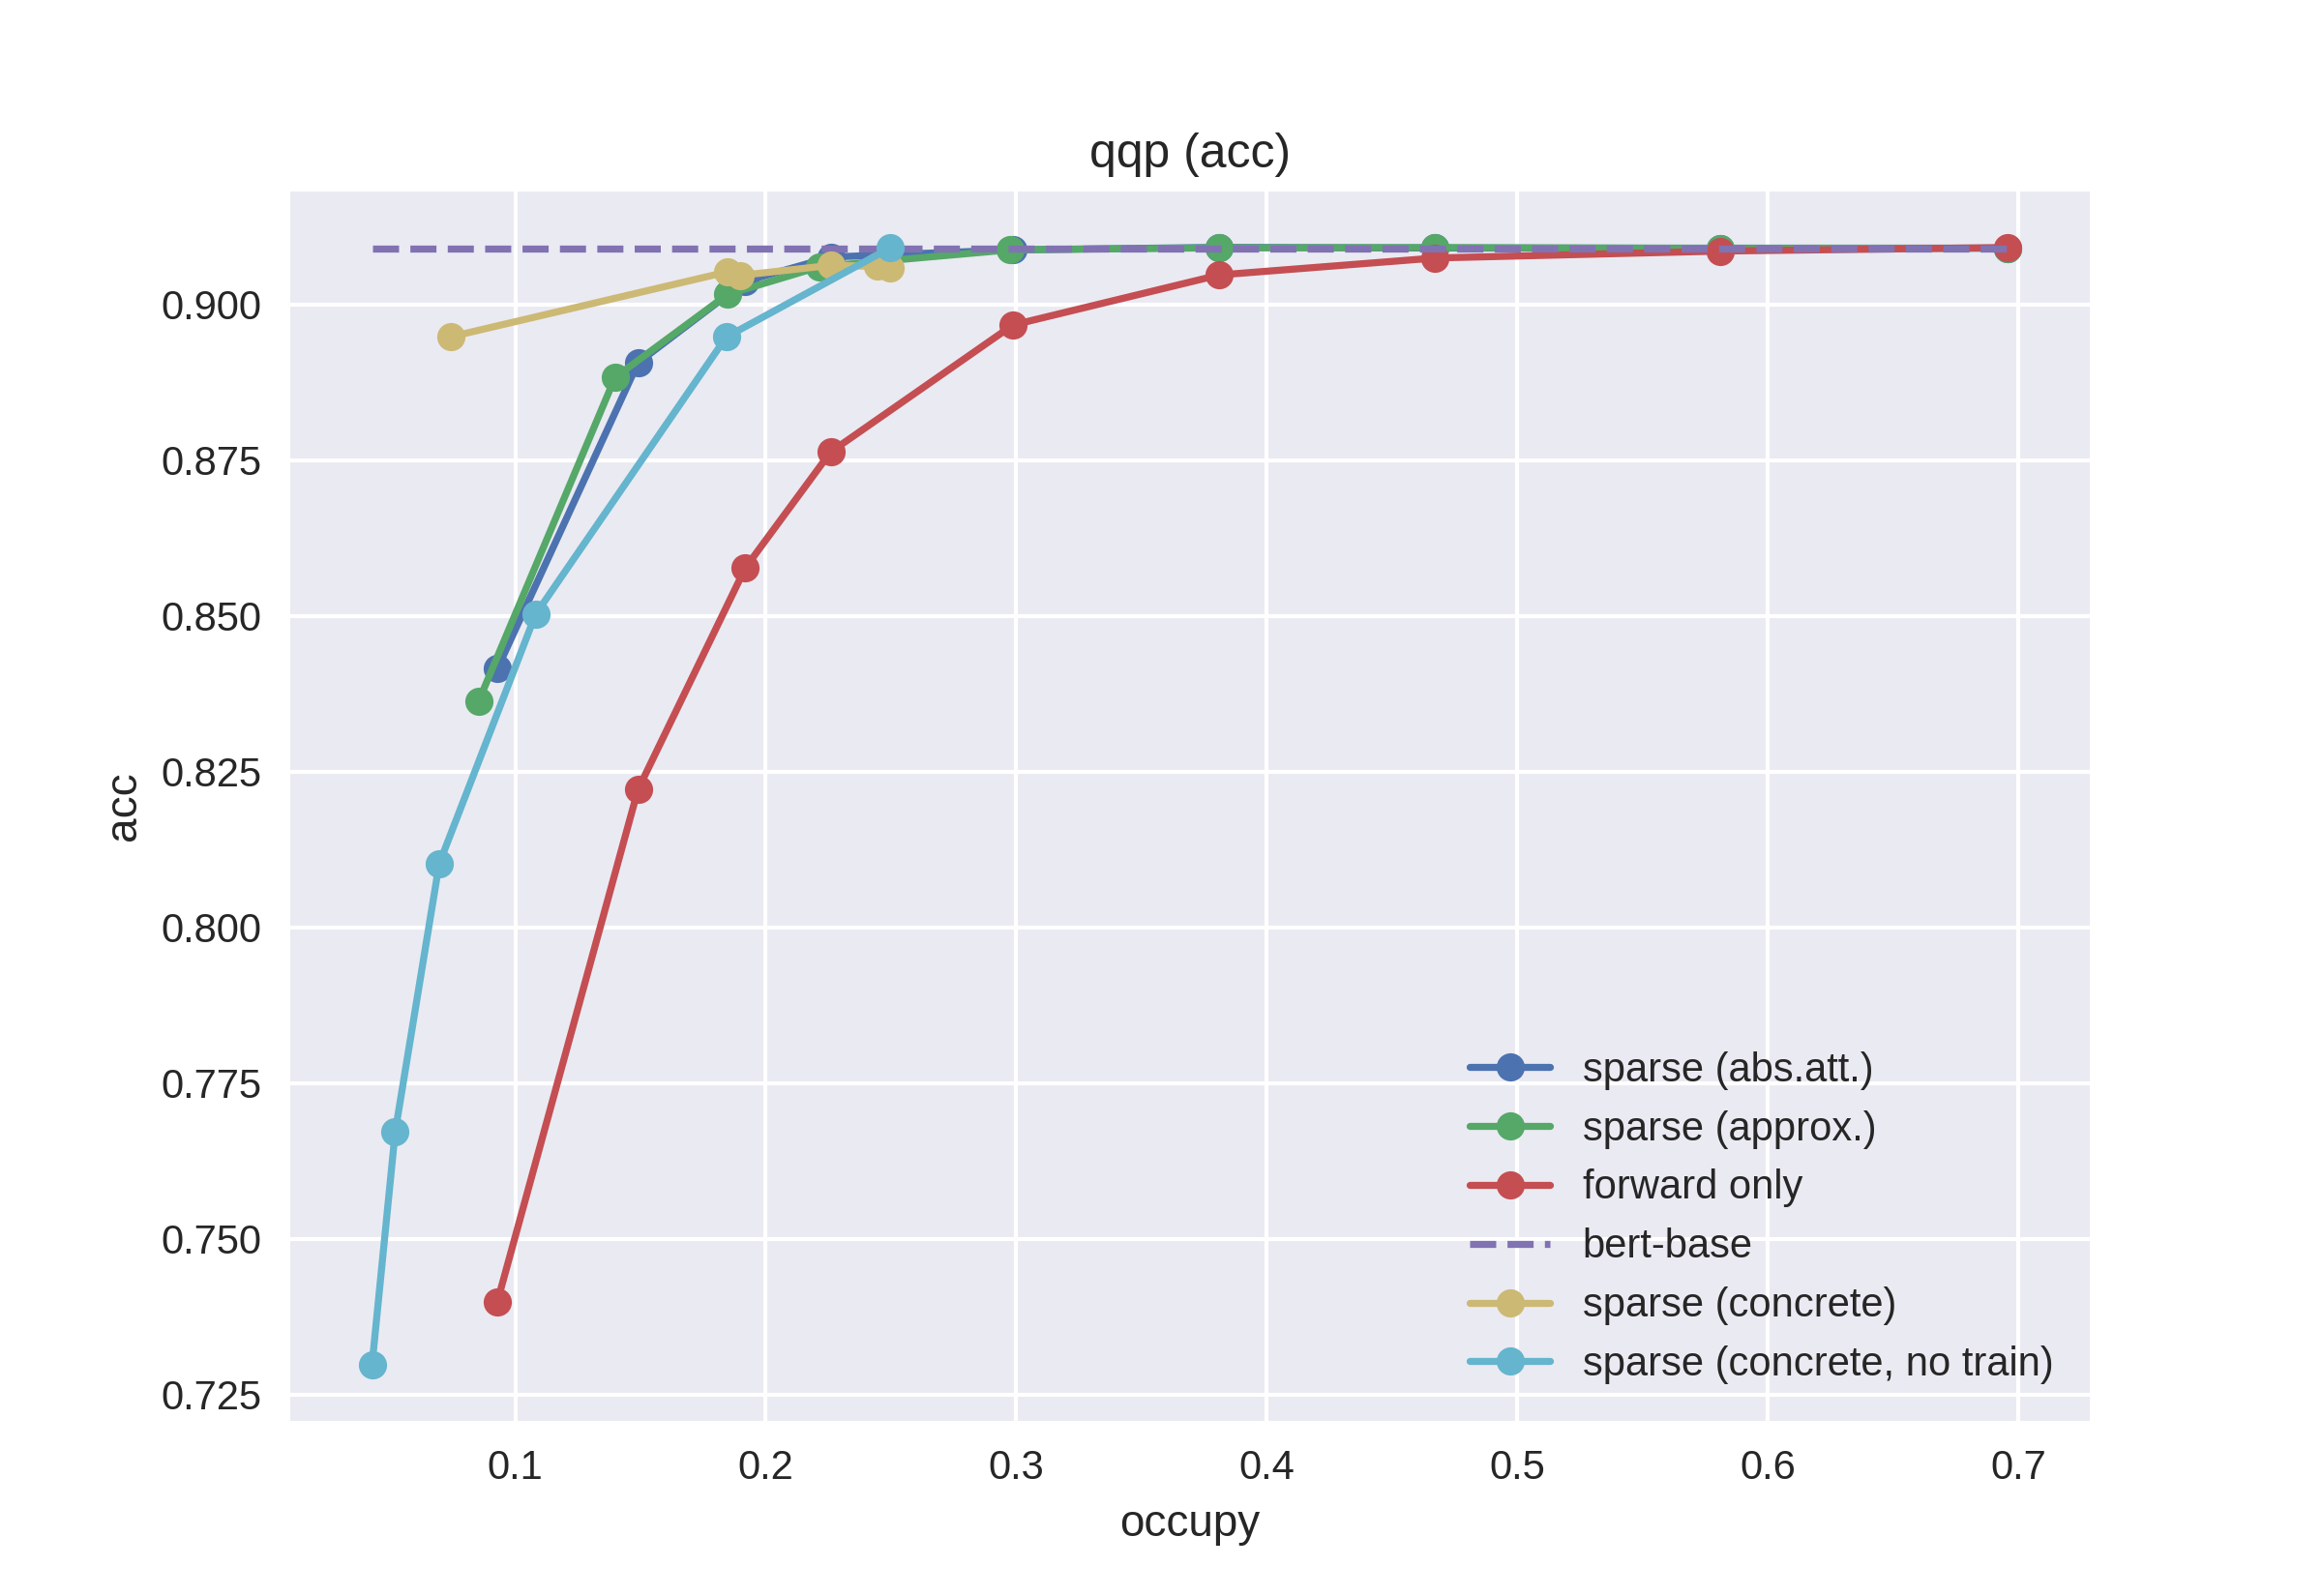 qqp (acc)
acc
0.900
0.875
0.850
0.825
0.800
0.775
0.750
0.725
sparse (abs.att.)
sparse (approx.)
forward only
bert-base
sparse (concrete)
sparse (concrete, no train)
0.1 0.2 0.3 0.4 0.5 0.6 0.7
occupy